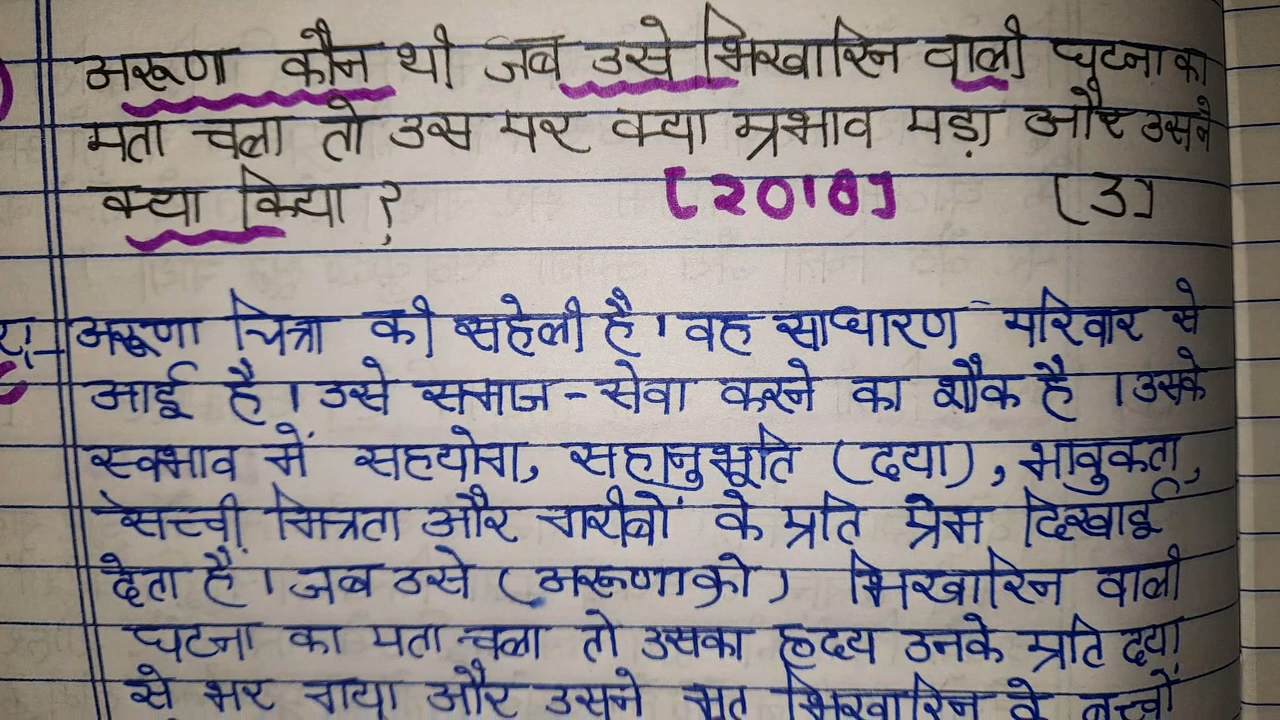 अरूणा कौन थी जब उसे भिखारिन वाली घटना का
पता चला तो उस पर क्या प्रभाव पड़ा और उसने
क्या किया ? [2018] [3]
अरूणा चित्रा की सहेली है। वह साधारण परिवार से
आई है। उसे समाज-सेवा करने का शौक है। उसके
स्वभाव में सहयोग, सहानुभूति (दया), भावुकता,
सच्ची मित्रता और गरीबों के प्रति प्रेम दिखाई
देता है। जब उसे (अरूणा को) भिखारिन वाली
घटना का पता चला तो उसका हृदय उनके प्रति दया
से भर गया और उसने मृत भिखारिन के बच्चों